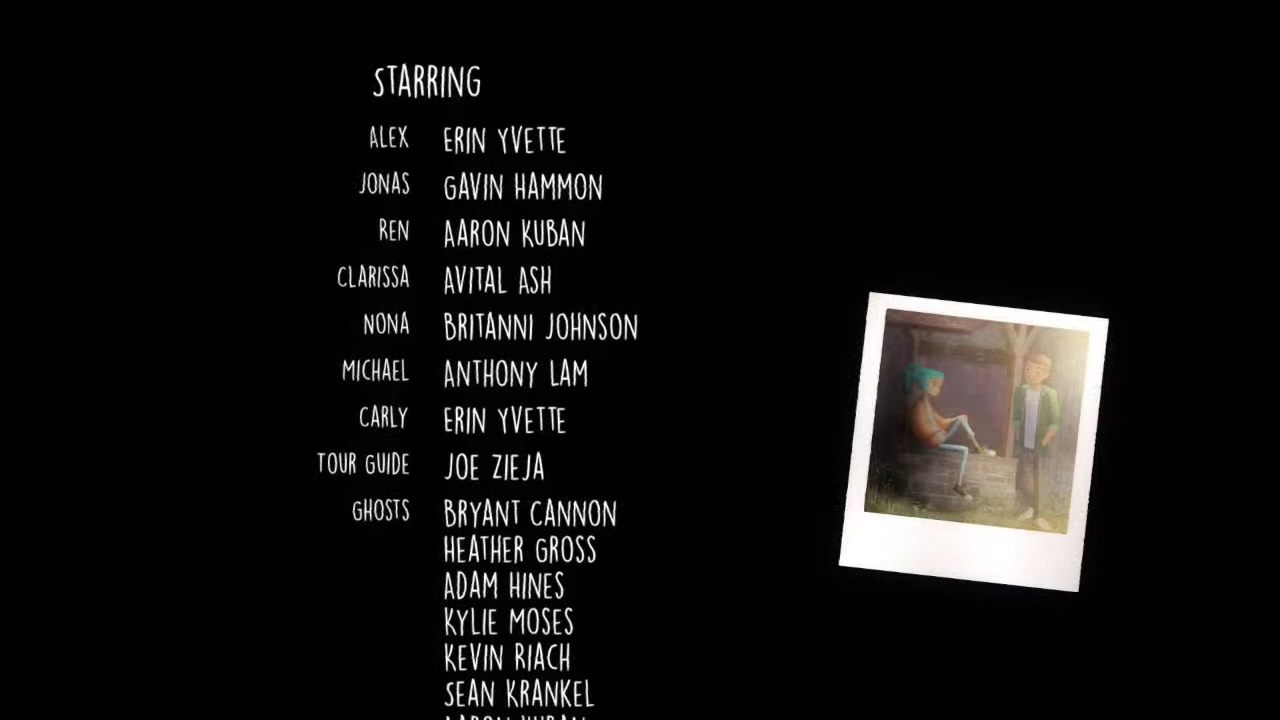 STARRING
ALEX ERIN YVETTE
JONAS GAVIN HAMMON
REN AARON KUBAN
CLARISSA AVITAL ASH
NONA BRITANNI JOHNSON
MICHAEL ANTHONY LAM
CARLY ERIN YVETTE
TOUR GUIDE JOE ZIEJA
GHOSTS BRYANT CANNON
HEATHER GROSS
ADAM HINES
KYLIE MOSES
KEVIN RIACH
SEAN KRANKEL